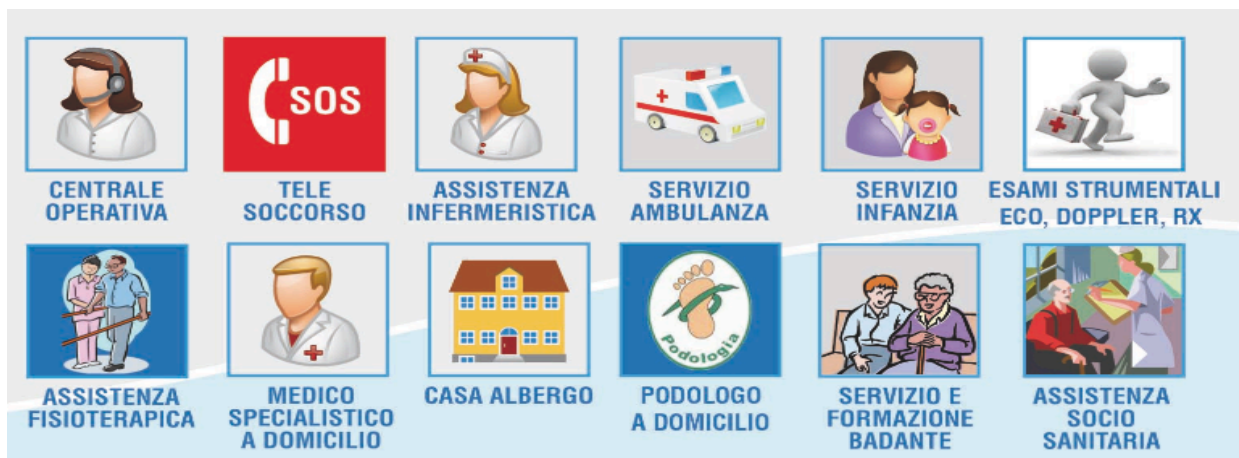 SOS
CENTRALE
OPERATIVA
TELE
SOCCORSO
ASSISTENZA
INFERMERISTICA
SERVIZIO
AMBULANZA
SERVIZIO
INFANZIA
ESAMI STRUMENTALI
ECO, DOPPLER, RX
ASSISTENZA
FISIOTERAPICA
MEDICO
SPECIALISTICO
A DOMICILIO
CASA ALBERGO
Podologia
PODOLOGO
A DOMICILIO
SERVIZIO E
FORMAZIONE
BADANTE
ASSISTENZA
SOCIO
SANITARIA